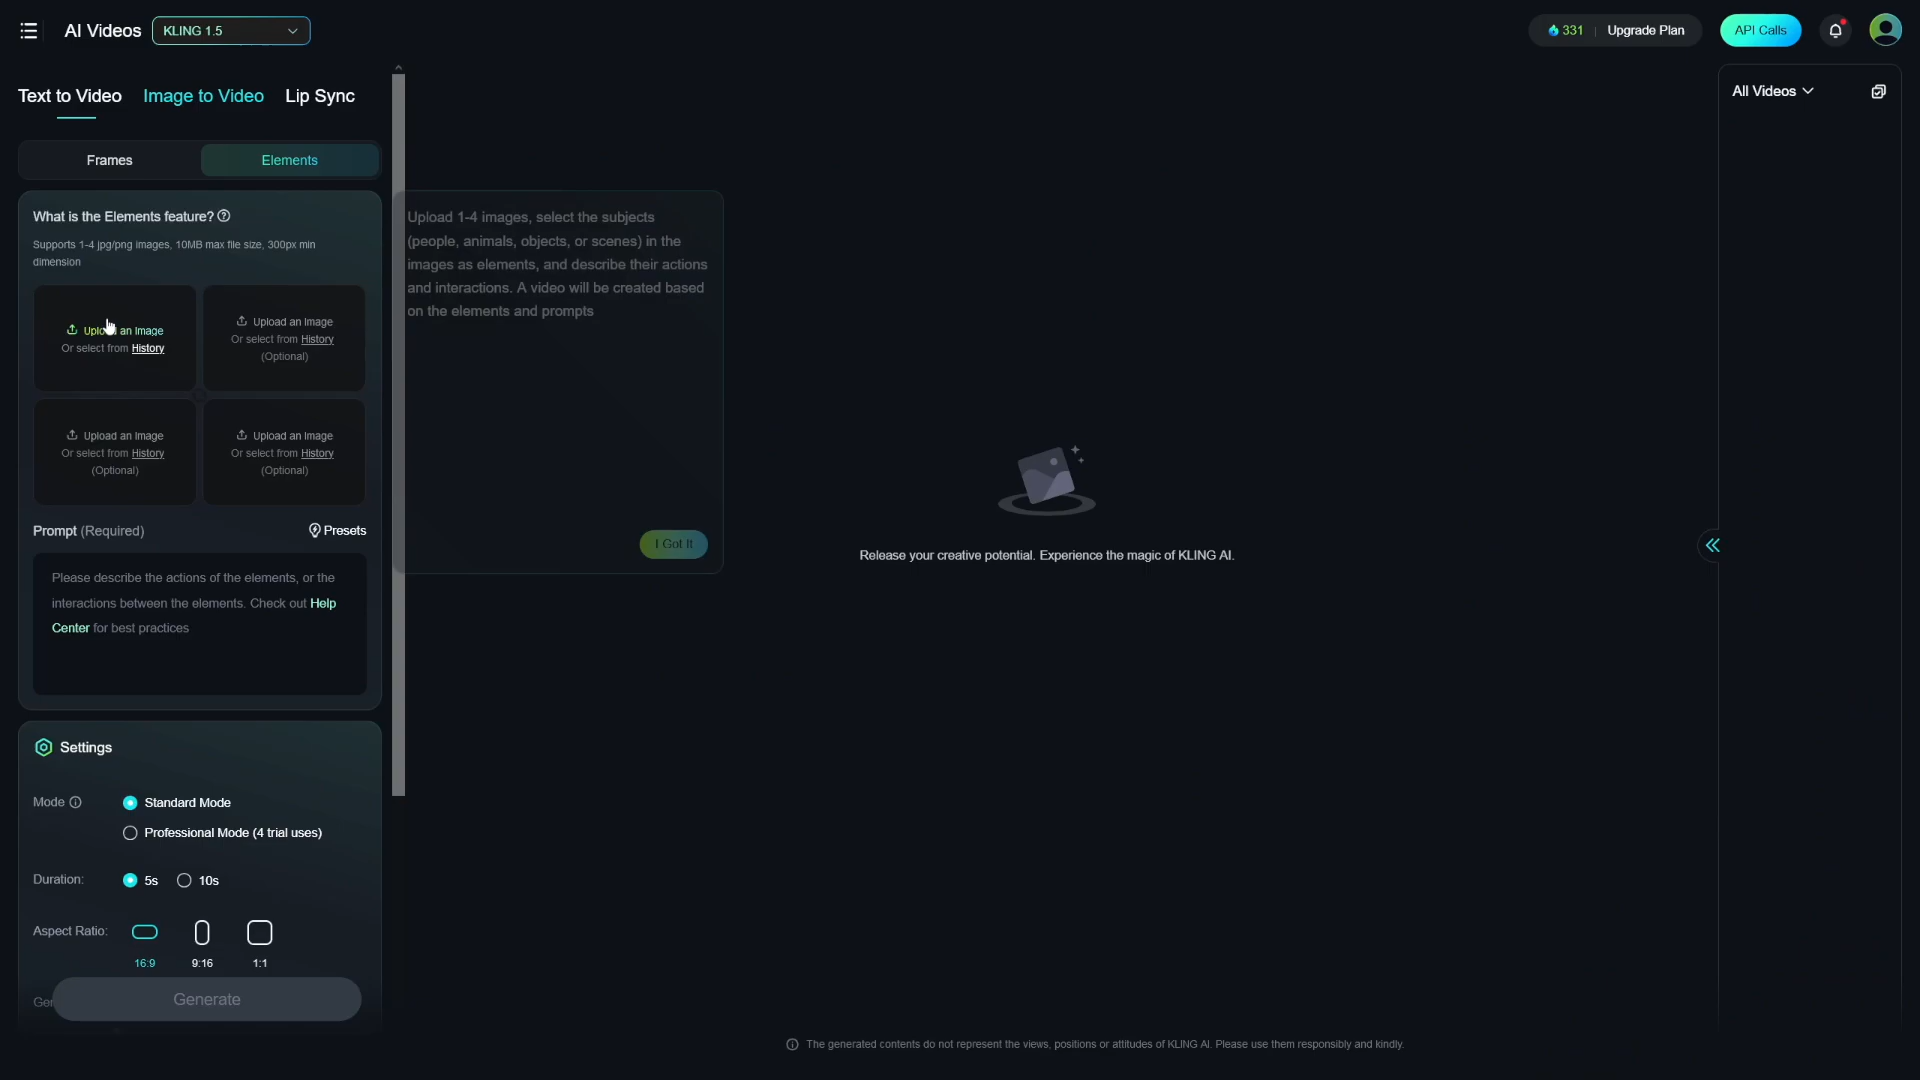 AI Videos KLING 1.5
331 Upgrade Plan API Calls
Text to Video Image to Video Lip Sync
All Videos
Frames Elements
What is the Elements feature?
Supports 1-4 jpg/png images, 10MB max file size, 300px min
dimension
Upload an Image
Or select from History
Upload an Image
Or select from History
(Optional)
Upload an Image
Or select from History
(Optional)
Upload an Image
Or select from History
(Optional)
Upload 1-4 images, select the subjects
(people, animals, objects, or scenes) in the
images as elements, and describe their actions
and interactions. A video will be created based
on the elements and prompts
I Got It
Prompt (Required) Presets
Please describe the actions of the elements, or the
interactions between the elements. Check out Help
Center for best practices
Release your creative potential. Experience the magic of KLING AI.
Settings
Mode Standard Mode
Professional Mode (4 trial uses)
Duration: 5s 10s
Aspect Ratio:
16:9 9:16 1:1
Generate
The generated contents do not represent the views, positions or attitudes of KLING AI. Please use them responsibly and kindly.